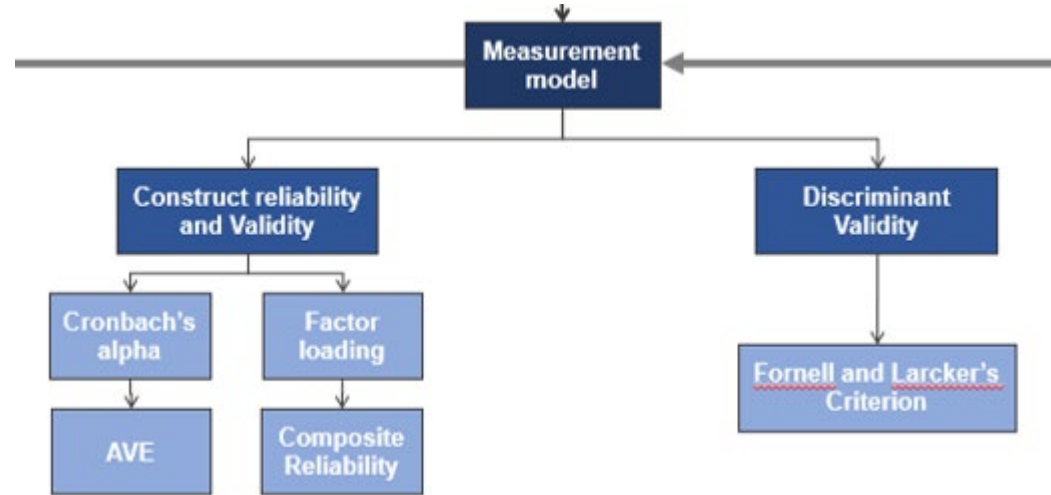 Measurement
model
Construct reliability
and Validity
Discriminant
Validity
Cronbach's
alpha
Factor
loading
Fornell and Larcker's
Criterion
AVE
Composite
Reliability